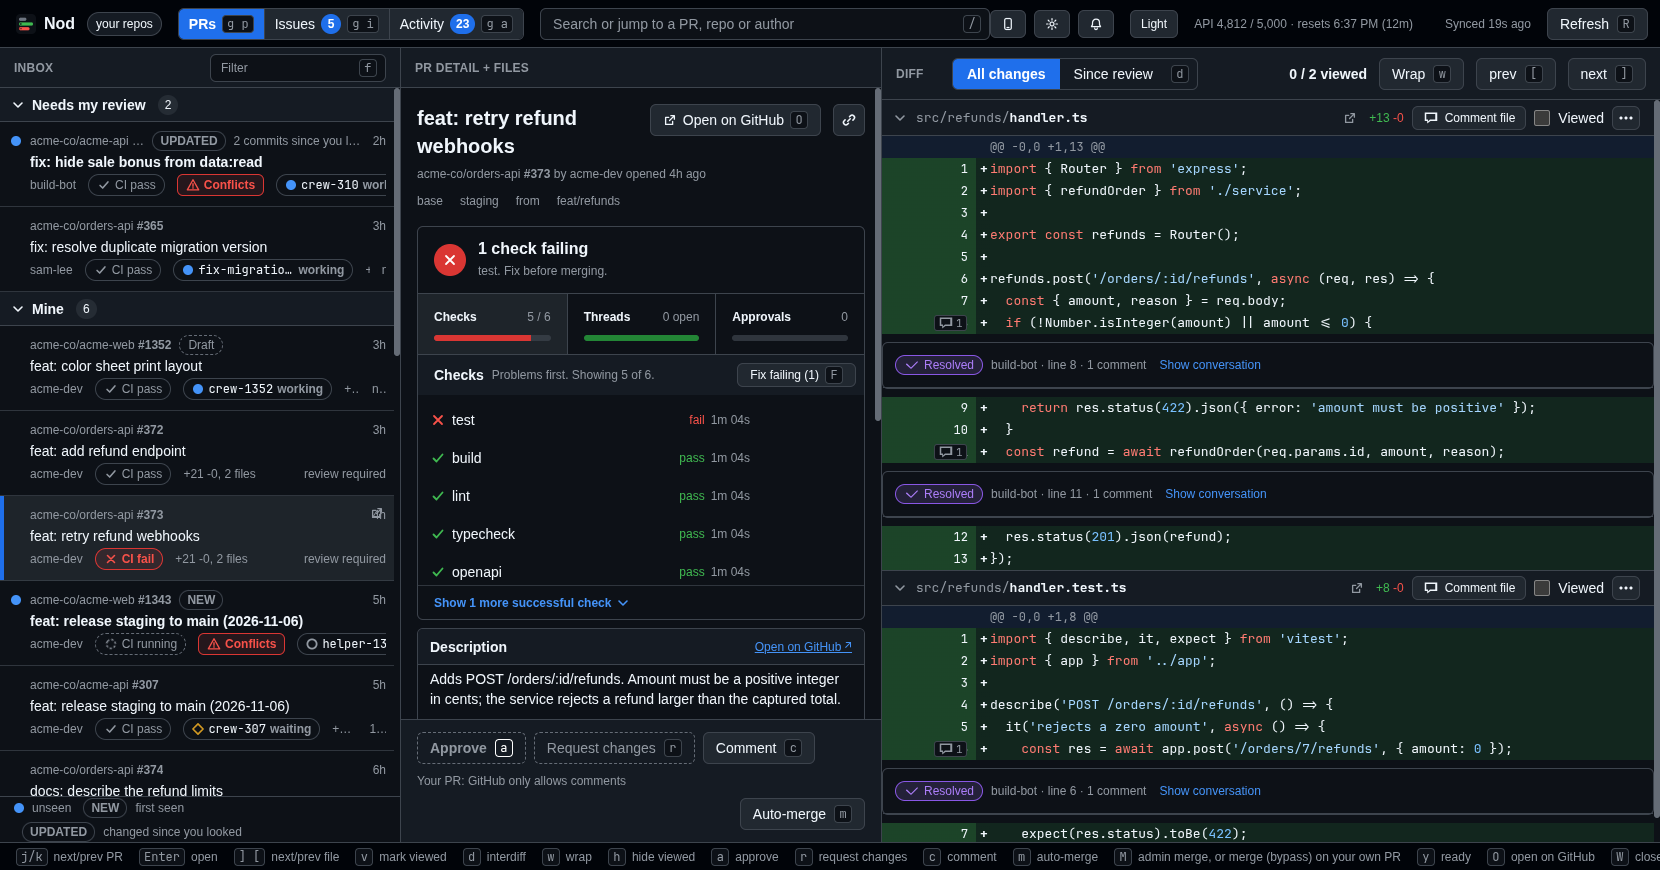 Nod your repos PRs g p Issues 5 g i Activity 23 g a Search or jump to a PR, repo or author / Light API 4,812 / 5,000 · resets 6:37 PM (12m) Synced 19s ago Refresh R
INBOX Filter f
Needs my review 2
acme-co/acme-api … UPDATED 2 commits since you l… 2h
fix: hide sale bonus from data:read
build-bot CI pass Conflicts crew-310 wor
acme-co/orders-api #365 3h
fix: resolve duplicate migration version
sam-lee CI pass fix-migratio… working +
Mine 6
acme-co/acme-web #1352 Draft 3h
feat: color sheet print layout
acme-dev CI pass crew-1352 working +… n…
acme-co/orders-api #372 3h
feat: add refund endpoint
acme-dev CI pass +21 -0, 2 files review required
acme-co/orders-api #373
feat: retry refund webhooks
acme-dev CI fail +21 -0, 2 files review required
acme-co/acme-web #1343 NEW 5h
feat: release staging to main (2026-11-06)
acme-dev CI running Conflicts helper-13
acme-co/acme-api #307 5h
feat: release staging to main (2026-11-06)
acme-dev CI pass crew-307 waiting +… 1…
acme-co/orders-api #374 6h
docs: describe the refund limits
unseen NEW first seen
UPDATED changed since you looked
PR DETAIL + FILES
feat: retry refund webhooks
Open on GitHub O
acme-co/orders-api #373 by acme-dev opened 4h ago
base staging from feat/refunds
1 check failing
test. Fix before merging.
Checks 5 / 6 Threads 0 open Approvals 0
Checks Problems first. Showing 5 of 6. Fix failing (1) F
test fail 1m 04s
build pass 1m 04s
lint pass 1m 04s
typecheck pass 1m 04s
openapi pass 1m 04s
Show 1 more successful check
Description Open on GitHub
Adds POST /orders/:id/refunds. Amount must be a positive integer
in cents; the service rejects a refund larger than the captured total.
Approve a Request changes r Comment c
Your PR: GitHub only allows comments
Auto-merge m
DIFF All changes Since review d 0 / 2 viewed Wrap w prev [ next ]
src/refunds/handler.ts +13 -0 Comment file Viewed
@@ -0,0 +1,13 @@
1 +import { Router } from 'express';
2 +import { refundOrder } from './service';
3 +
4 +export const refunds = Router();
5 +
6 +refunds.post('/orders/:id/refunds', async (req, res) => {
7 + const { amount, reason } = req.body;
1 + if (!Number.isInteger(amount) || amount <= 0) {
Resolved build-bot · line 8 · 1 comment Show conversation
9 + return res.status(422).json({ error: 'amount must be positive' });
10 + }
1 + const refund = await refundOrder(req.params.id, amount, reason);
Resolved build-bot · line 11 · 1 comment Show conversation
12 + res.status(201).json(refund);
13 +});
src/refunds/handler.test.ts +8 -0 Comment file Viewed
@@ -0,0 +1,8 @@
1 +import { describe, it, expect } from 'vitest';
2 +import { app } from '../app';
3 +
4 +describe('POST /orders/:id/refunds', () => {
5 + it('rejects a zero amount', async () => {
1 + const res = await app.post('/orders/7/refunds', { amount: 0 });
Resolved build-bot · line 6 · 1 comment Show conversation
7 + expect(res.status).toBe(422);
j/k next/prev PR Enter open ] [ next/prev file v mark viewed d interdiff w wrap h hide viewed a approve r request changes c comment m auto-merge M admin merge, or merge (bypass) on your own PR y ready O open on GitHub W close